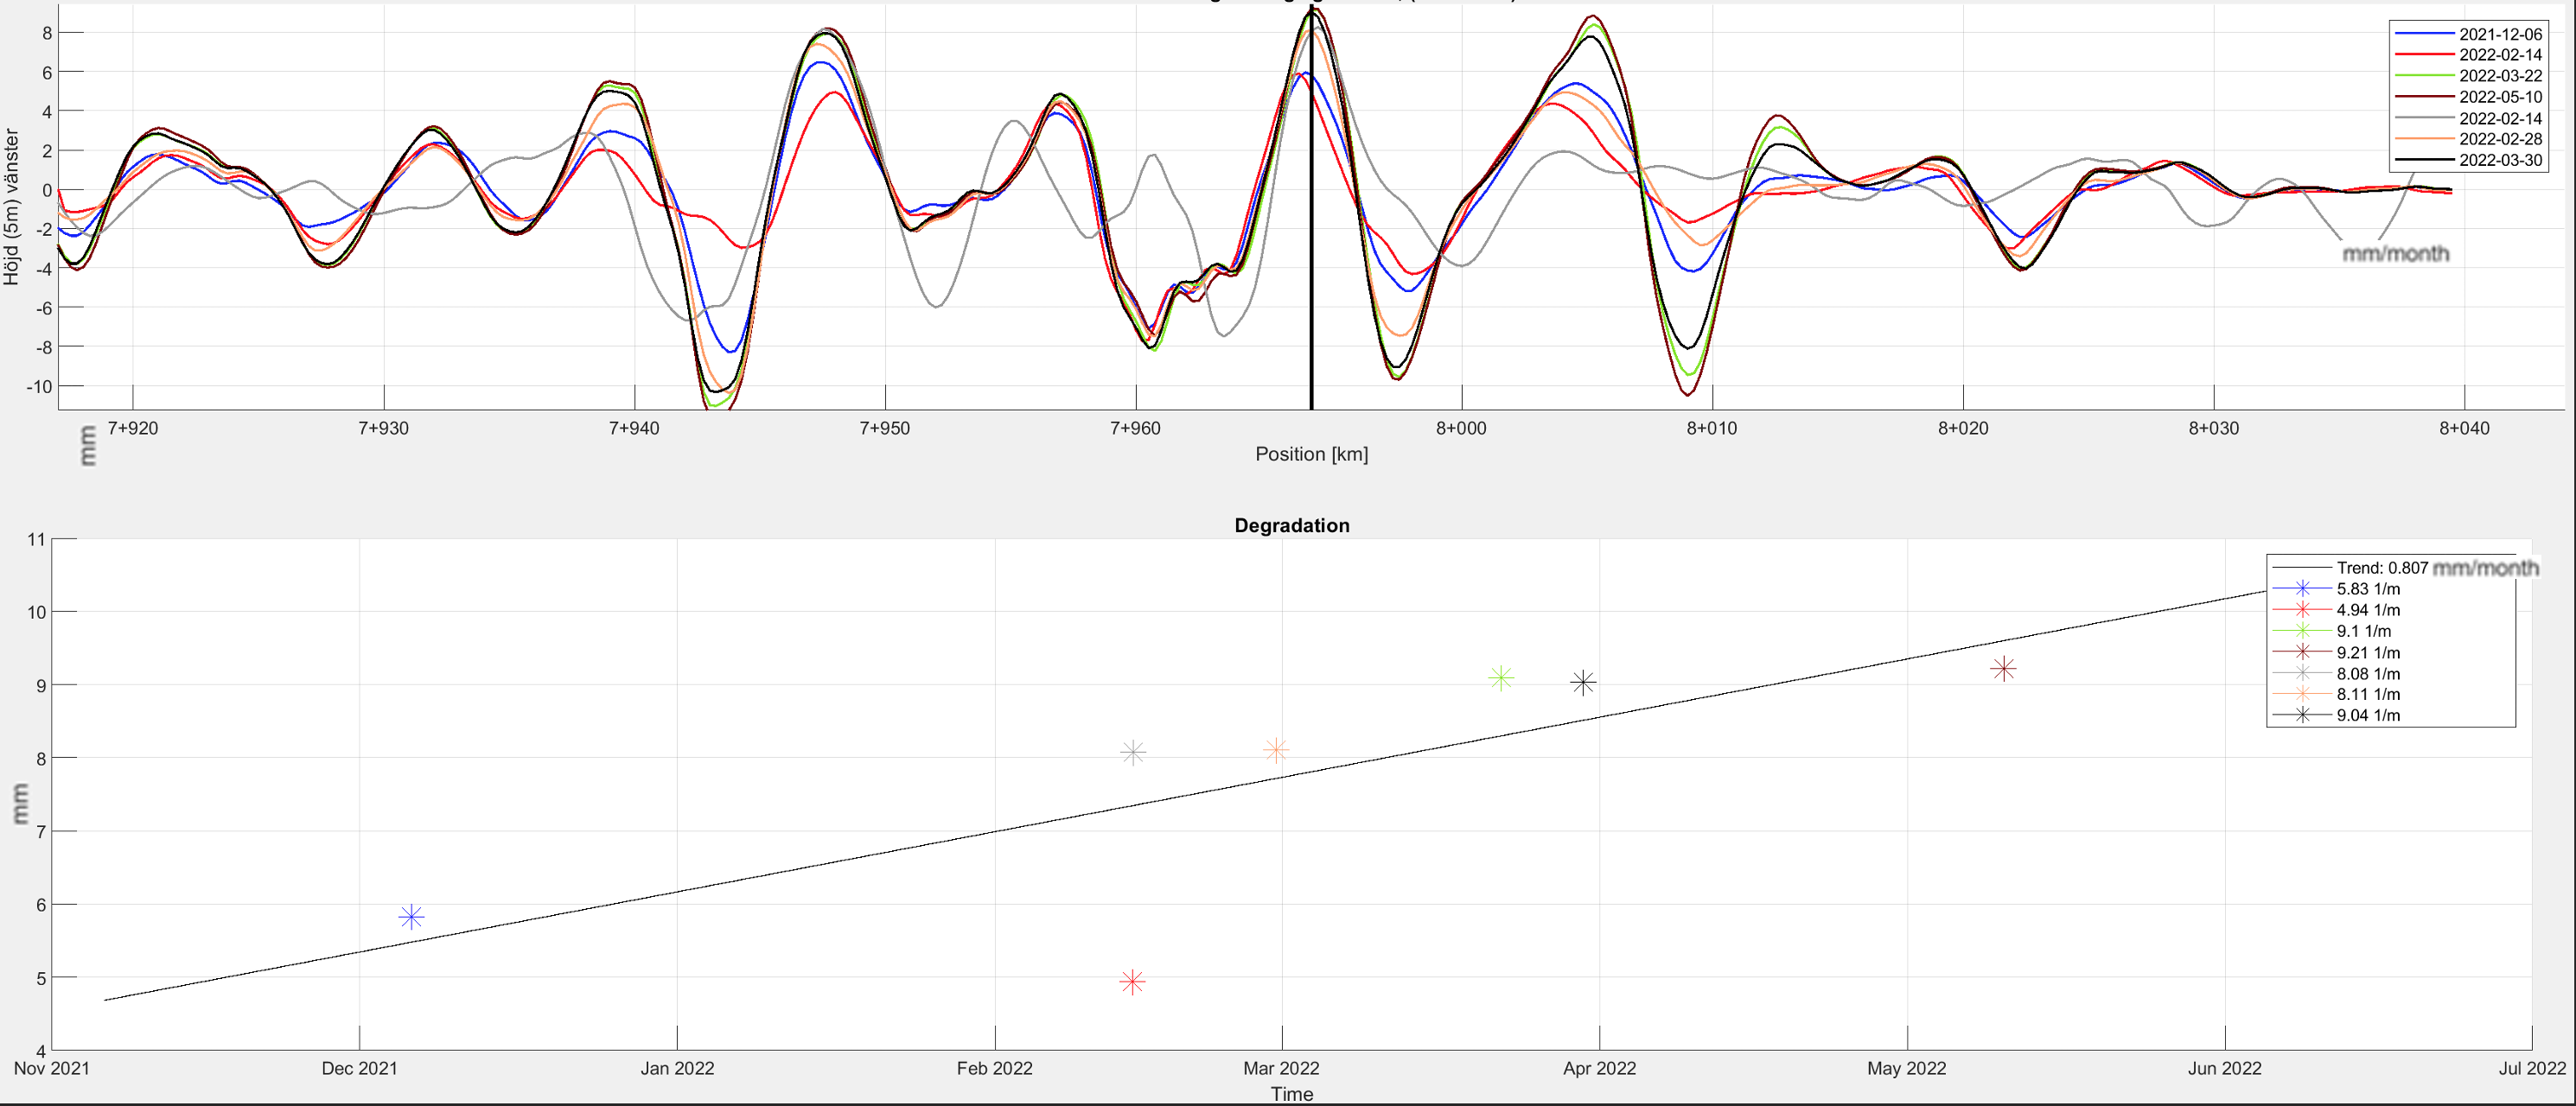 8
6
4
2
0
-2
-4
-6
-8
-10
Höjd (5m) vänster
2021-12-06
2022-02-14
2022-03-22
2022-05-10
2022-02-14
2022-02-28
2022-03-30
mm/month
7+920 7+930 7+940 7+950 7+960 8+000 8+010 8+020 8+030 8+040
mm
Position [km]
Degradation
11
10
9
8
7
6
5
4
mm
Trend: 0.807 mm/month
5.83 1/m
4.94 1/m
9.1 1/m
9.21 1/m
8.08 1/m
8.11 1/m
9.04 1/m
Nov 2021 Dec 2021 Jan 2022 Feb 2022 Mar 2022 Apr 2022 May 2022 Jun 2022 Jul 2022
Time